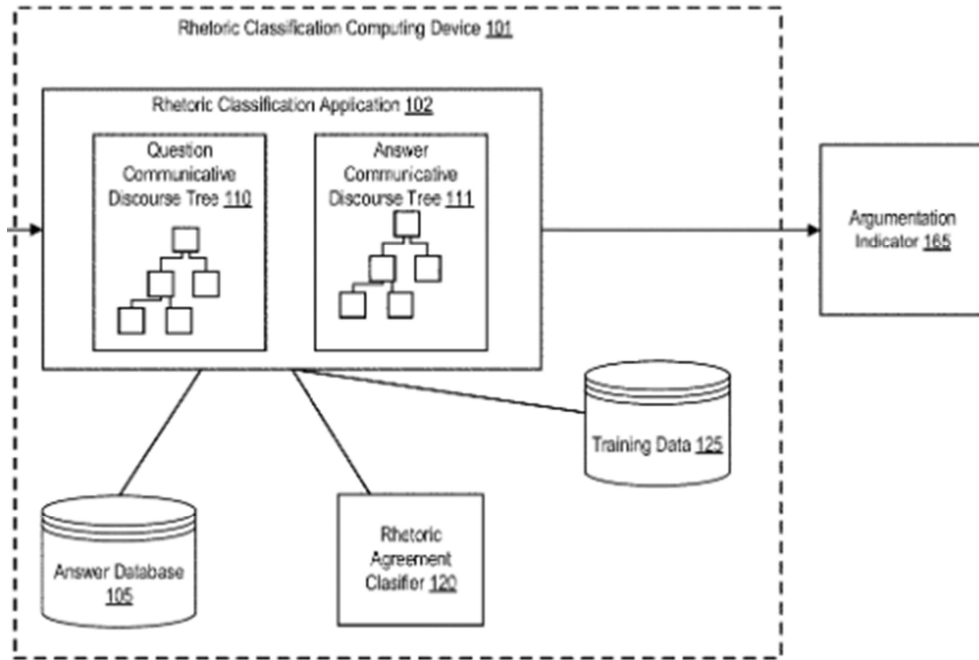 Rhetoric Classification Computing Device 101
Rhetoric Classification Application 102
Question
Communicative
Discourse Tree 110
Answer
Communicative
Discourse Tree 111
Argumentation
Indicator 165
Training Data 125
Answer Database
105
Rhetoric
Agreement
Clasifier 120